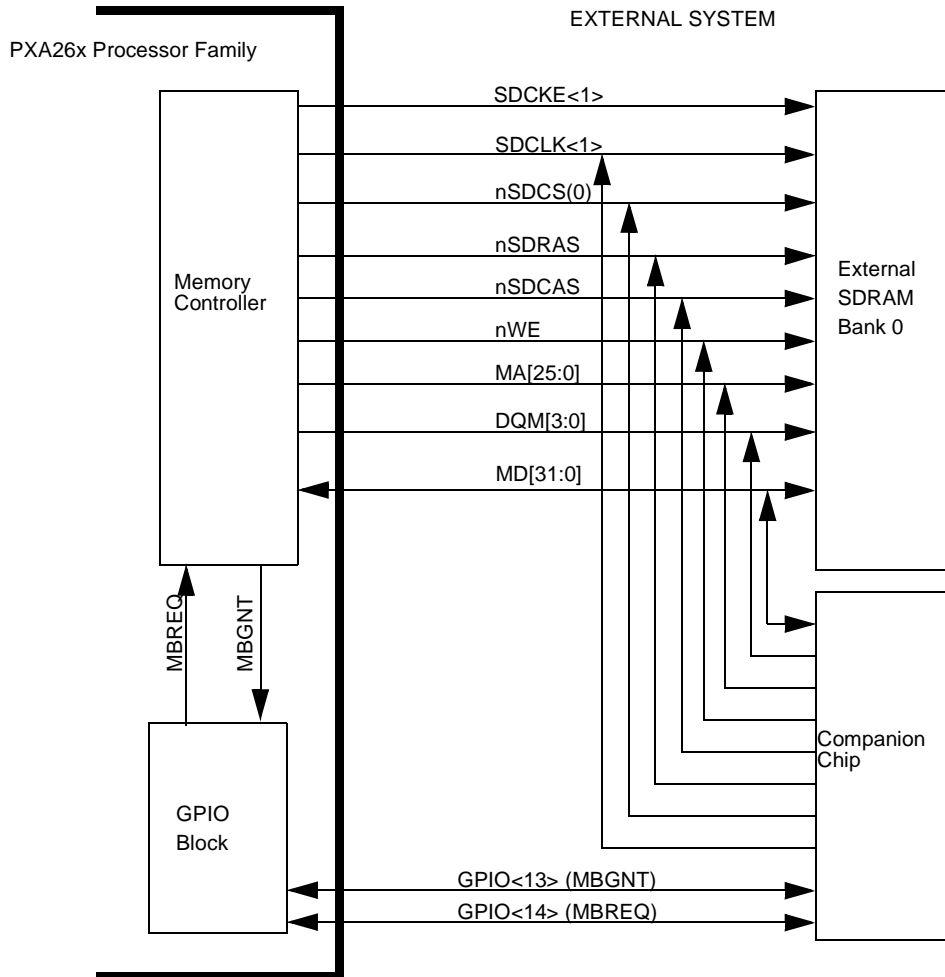 EXTERNAL SYSTEM
PXA26x Processor Family
SDCKE<1>
SDCLK<1>
nSDCS(0)
nSDRAS
nSDCAS
nWE
MA[25:0]
DQM[3:0]
MD[31:0]
Memory
Controller
External
SDRAM
Bank 0
MBREQ
MBGNT
Companion
Chip
GPIO
Block
GPIO<13> (MBGNT)
GPIO<14> (MBREQ)